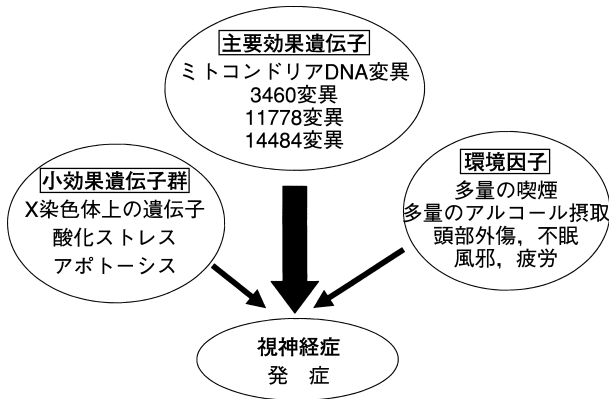 主要効果遺伝子
ミトコンドリアDNA変異
3460変異
11778変異
14484変異
小効果遺伝子群
X染色体上の遺伝子
酸化ストレス
アポトーシス
環境因子
多量の喫煙
多量のアルコール摂取
頭部外傷，不眠
風邪，疲労
視神経症
発　症